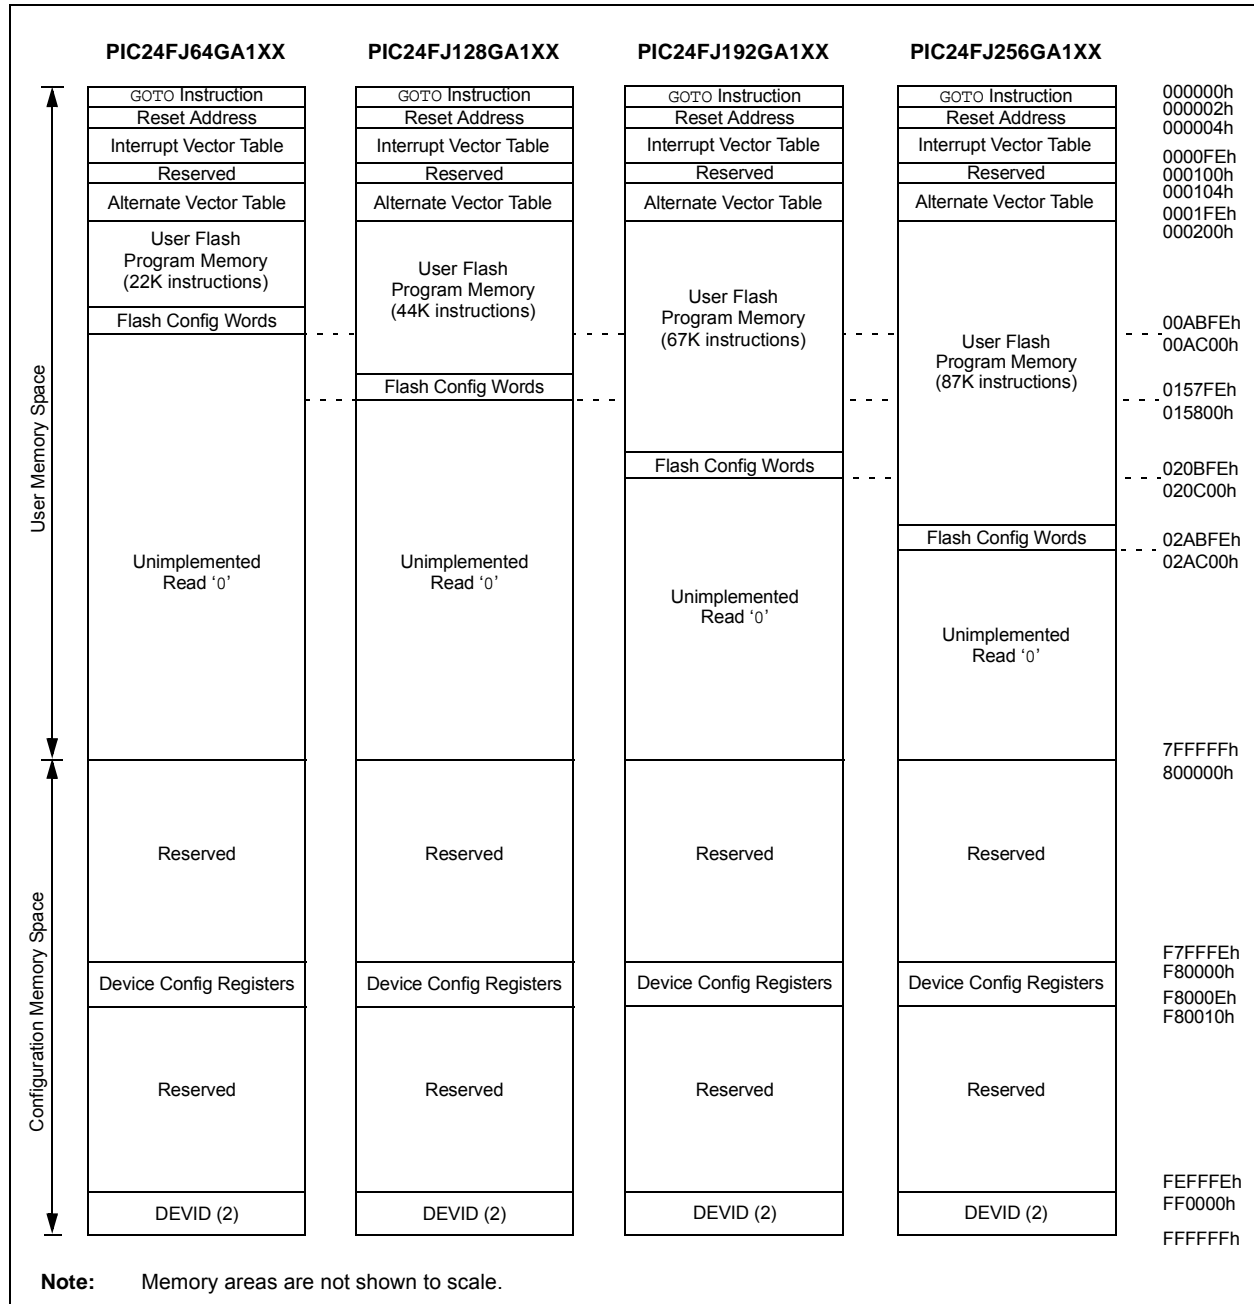 PIC24FJ64GA1XX
PIC24FJ128GA1XX
PIC24FJ192GA1XX
PIC24FJ256GA1XX
User Memory Space
Configuration Memory Space
GOTO Instruction
Reset Address
Interrupt Vector Table
Reserved
Alternate Vector Table
User Flash
Program Memory
(22K instructions)
Flash Config Words
Unimplemented
Read ‘0’
Reserved
Device Config Registers
Reserved
DEVID (2)
GOTO Instruction
Reset Address
Interrupt Vector Table
Reserved
Alternate Vector Table
User Flash
Program Memory
(44K instructions)
Flash Config Words
Unimplemented
Read ‘0’
Reserved
Device Config Registers
Reserved
DEVID (2)
GOTO Instruction
Reset Address
Interrupt Vector Table
Reserved
Alternate Vector Table
User Flash
Program Memory
(67K instructions)
Flash Config Words
Unimplemented
Read ‘0’
Reserved
Device Config Registers
Reserved
DEVID (2)
GOTO Instruction
Reset Address
Interrupt Vector Table
Reserved
Alternate Vector Table
User Flash
Program Memory
(87K instructions)
Flash Config Words
Unimplemented
Read ‘0’
Reserved
Device Config Registers
Reserved
DEVID (2)
000000h
000002h
000004h
0000FEh
000100h
000104h
0001FEh
000200h
00ABFEh
00AC00h
0157FEh
015800h
020BFEh
020C00h
02ABFEh
02AC00h
7FFFFFh
800000h
F7FFFEh
F80000h
F8000Eh
F80010h
FEFFFEh
FF0000h
FFFFFFh
Note: Memory areas are not shown to scale.